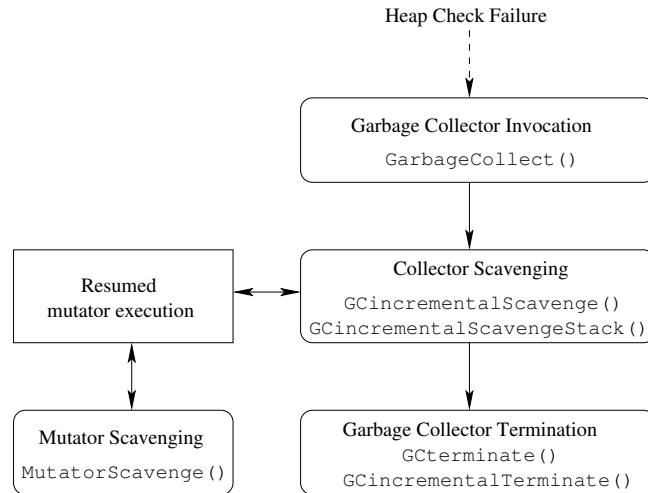 Heap Check Failure
Garbage Collector Invocation
GarbageCollect()
Collector Scavenging
GCincrementalScavenge()
GCincrementalScavengeStack()
Resumed
mutator execution
Mutator Scavenging
MutatorScavenge()
Garbage Collector Termination
GCterminate()
GCincrementalTerminate()